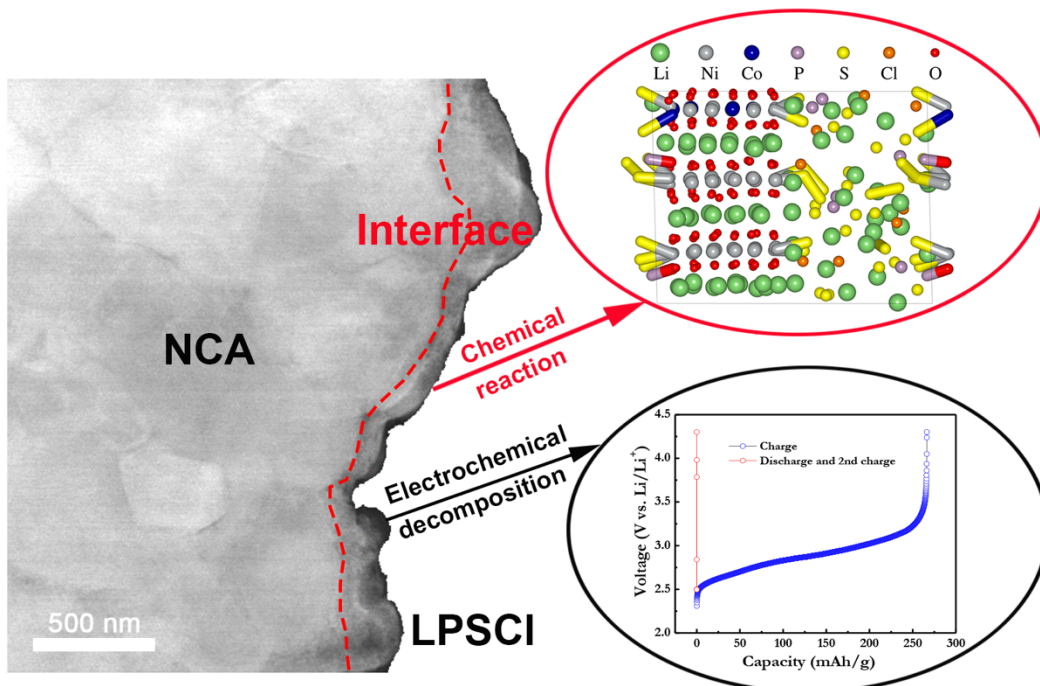 Li Ni Co P S Cl O
Interface
NCA
Chemical
reaction
Electrochemical
decomposition
LPSCl
500 nm
4.5
4.0
3.5
3.0
2.5
2.0
Voltage (V vs. Li/Li⁺)
Charge
Discharge and 2nd charge
0 50 100 150 200 250 300
Capacity (mAh/g)